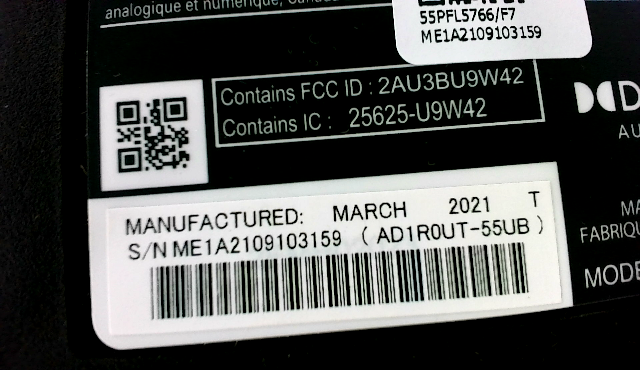 analogique et numérique, Canada
55PFL5766/F7
ME1A2109103159
Contains FCC ID : 2AU3BU9W42
Contains IC : 25625-U9W42
AU
MANUFACTURED: MARCH 2021 T
S/N ME1A2109103159 ( AD1R0UT-55UB )
MA
FABRIQU
MODE